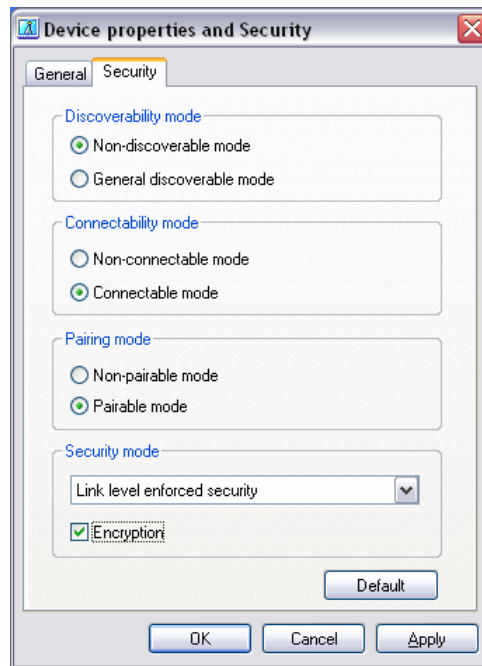 Device properties and Security
General Security
Discoverability mode
Non-discoverable mode
General discoverable mode
Connectability mode
Non-connectable mode
Connectable mode
Pairing mode
Non-pairable mode
Pairable mode
Security mode
Link level enforced security
Encryption
Default
OK Cancel Apply